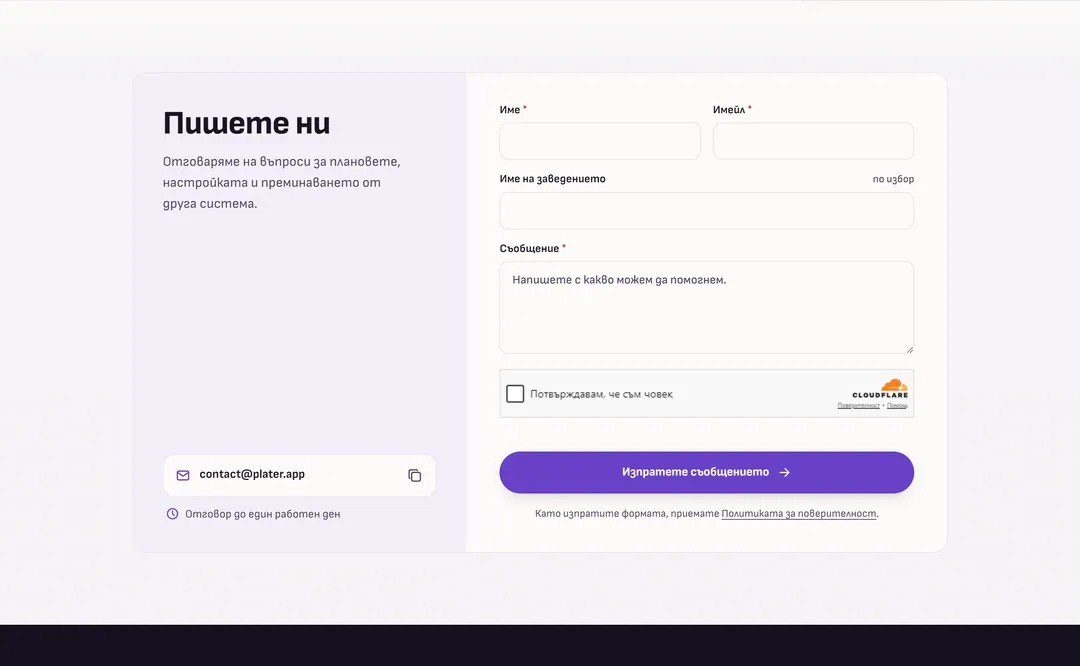 Пишете ни
Отговаряме на въпроси за плановете,
настройката и преминаването от
друга система.
contact@plater.app
Отговор до един работен ден
Име *
Имейл *
Име на заведението
по избор
Съобщение *
Напишете с какво можем да помогнем.
Потвърждавам, че съм човек
CLOUDFLARE
Поверителност • Помощ
Изпратете съобщението →
Като изпратите формата, приемате Политиката за поверителност.